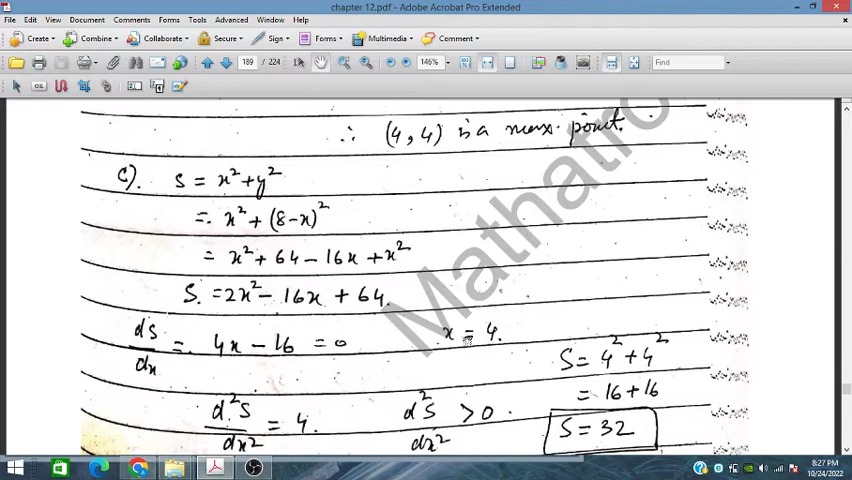 chapter 12.pdf - Adobe Acrobat Pro Extended
File Edit View Document Comments Forms Tools Advanced Window Help
Create Combine Collaborate Secure Sign Forms Multimedia Comment
189 / 224 146% Find
∴ (4,4) is a max. point.
c). S = x²+y²
= x² + (8-x)²
= x² + 64 - 16x + x²
S. = 2x² - 16x + 64.
dS/dx = 4x - 16 = 0 x = 4.
S = 4² + 4²
= 16 + 16
d²S/dx² = 4. d²S/dx² > 0.
S = 32
8:27 PM
10/24/2022